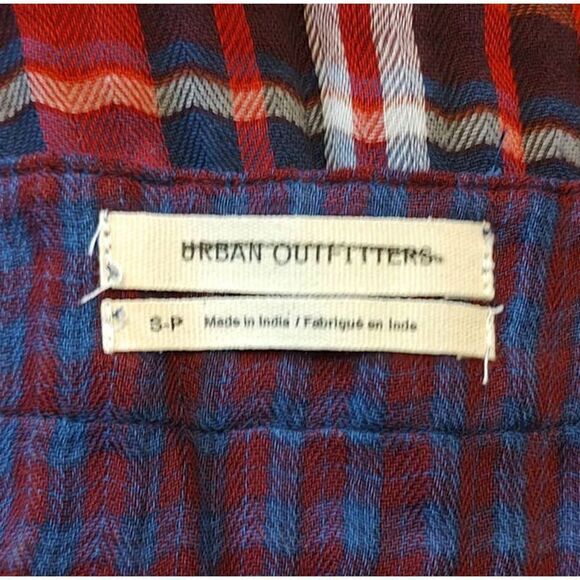 URBAN OUTFITTERS
S-P Made in India / Fabriqué en Inde